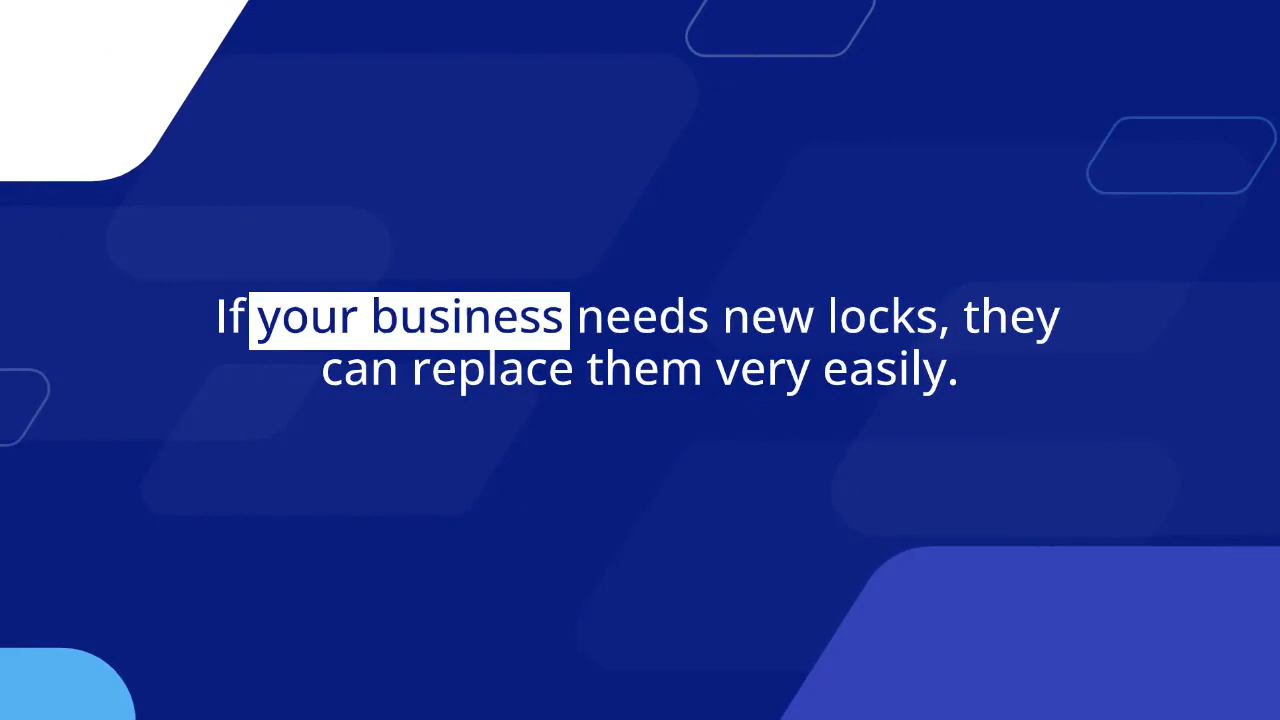 If your business needs new locks, they
can replace them very easily.